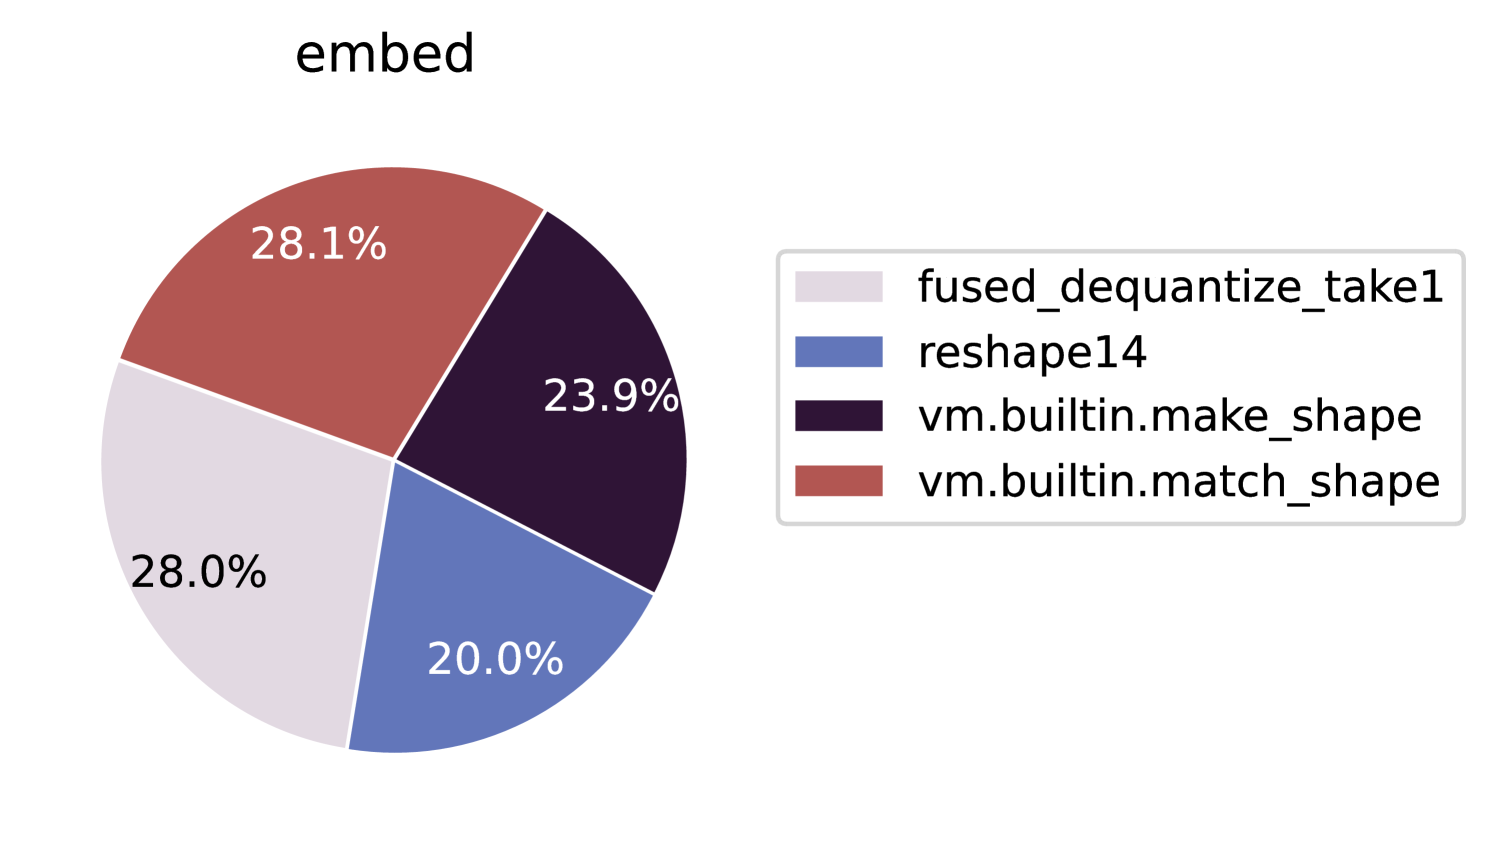 embed
28.1%
23.9%
28.0%
20.0%
fused_dequantize_take1
reshape14
vm.builtin.make_shape
vm.builtin.match_shape